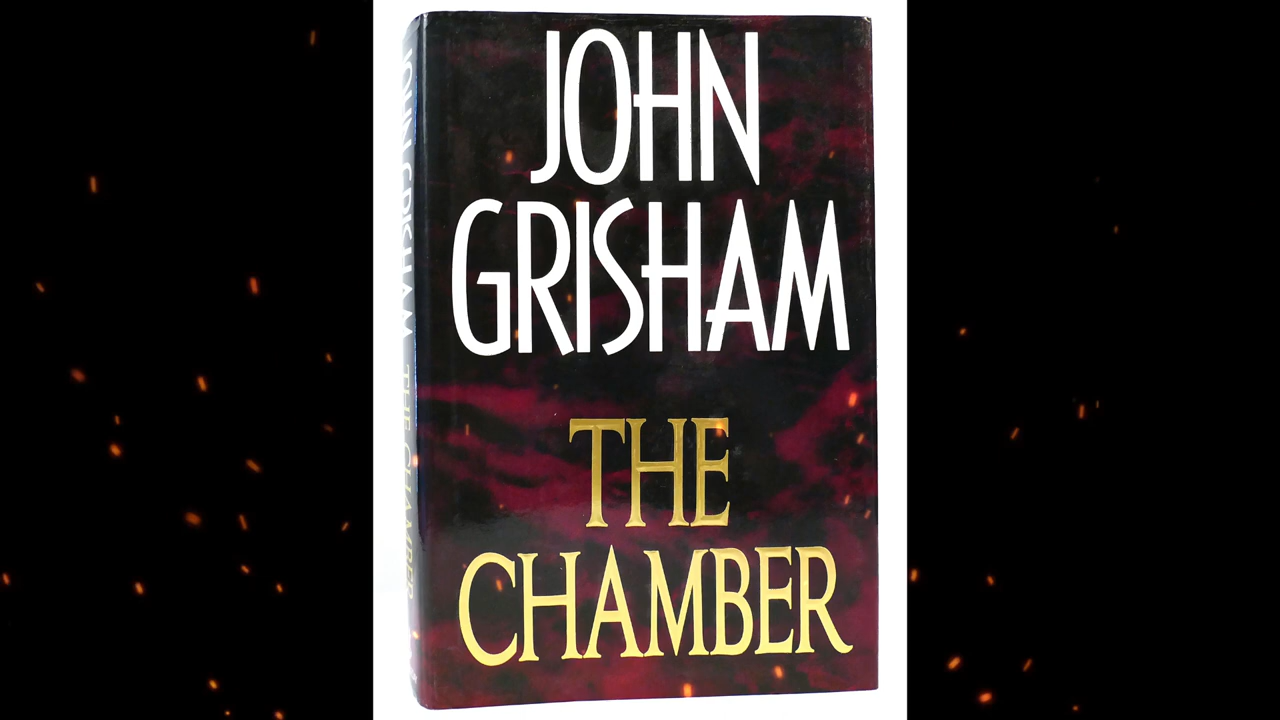 JOHN
GRISHAM
THE
CHAMBER
JOHN GRISHAM THE CHAMBER